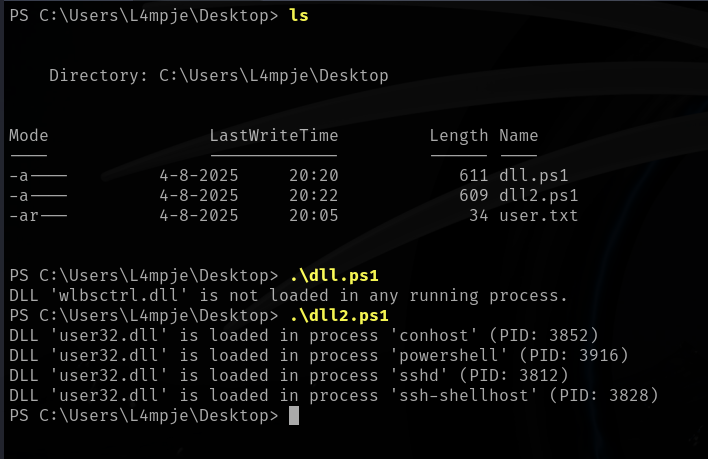 PS C:\Users\L4mpje\Desktop> ls
Directory: C:\Users\L4mpje\Desktop
Mode                LastWriteTime         Length Name
----                -------------         ------ ----
-a----         4-8-2025     20:20            611 dll.ps1
-a----         4-8-2025     20:22            609 dll2.ps1
-ar---         4-8-2025     20:05             34 user.txt
PS C:\Users\L4mpje\Desktop> .\dll.ps1
DLL 'wlbsctrl.dll' is not loaded in any running process.
PS C:\Users\L4mpje\Desktop> .\dll2.ps1
DLL 'user32.dll' is loaded in process 'conhost' (PID: 3852)
DLL 'user32.dll' is loaded in process 'powershell' (PID: 3916)
DLL 'user32.dll' is loaded in process 'sshd' (PID: 3812)
DLL 'user32.dll' is loaded in process 'ssh-shellhost' (PID: 3828)
PS C:\Users\L4mpje\Desktop>